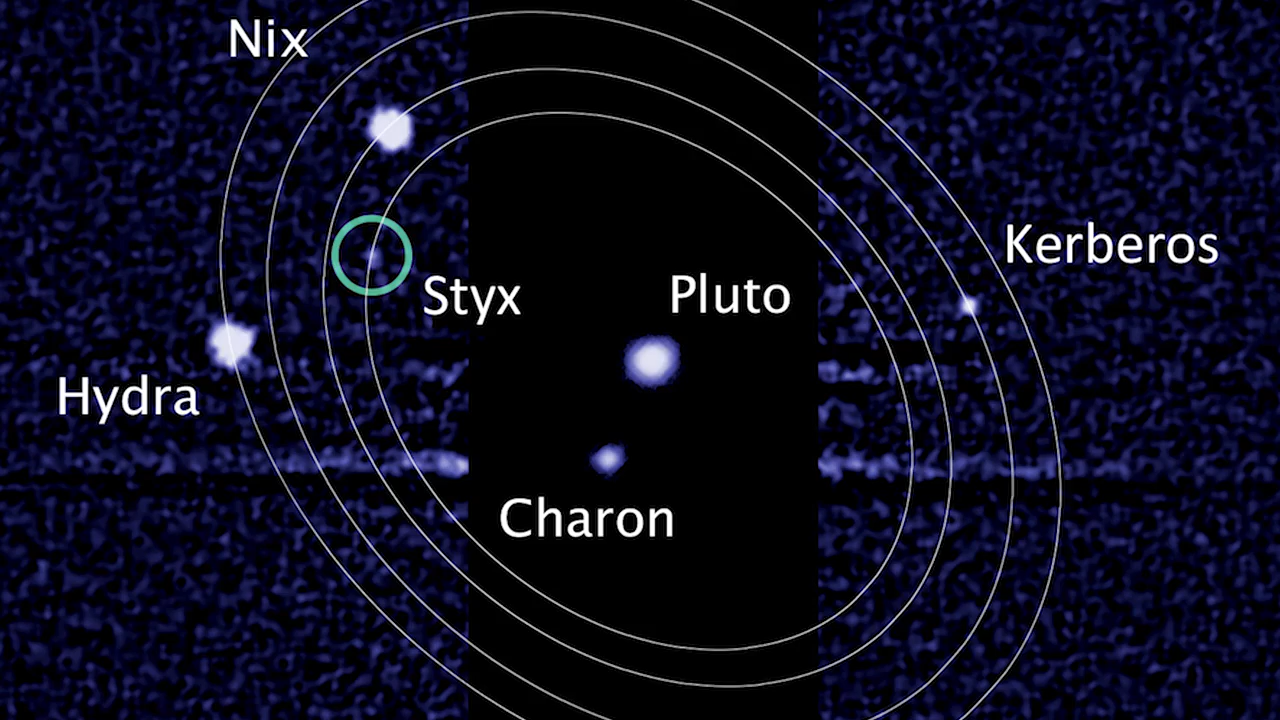 Nix
Kerberos
Styx
Pluto
Hydra
Charon